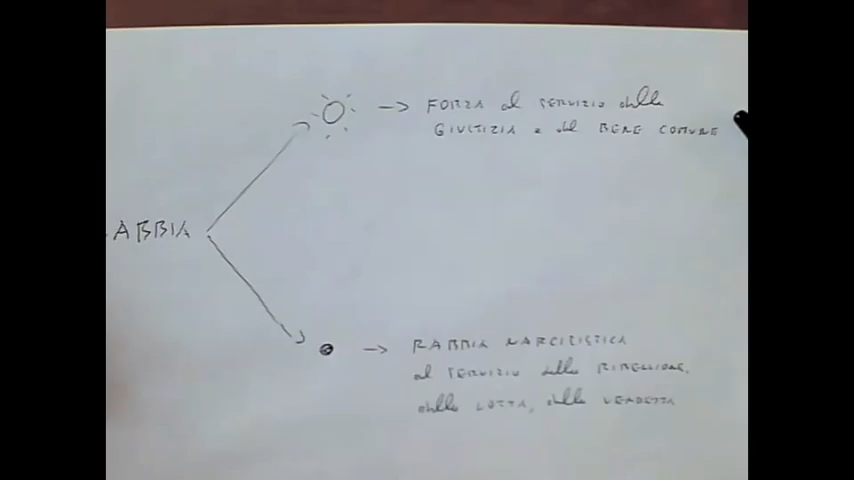 FORZA al SERVIZIO della
GIUSTIZIA e del BENE COMUNE
RABBIA
RABBIA NARCISISTICA
al SERVIZIO della RIBELLIONE,
della LOTTA, della VENDETTA